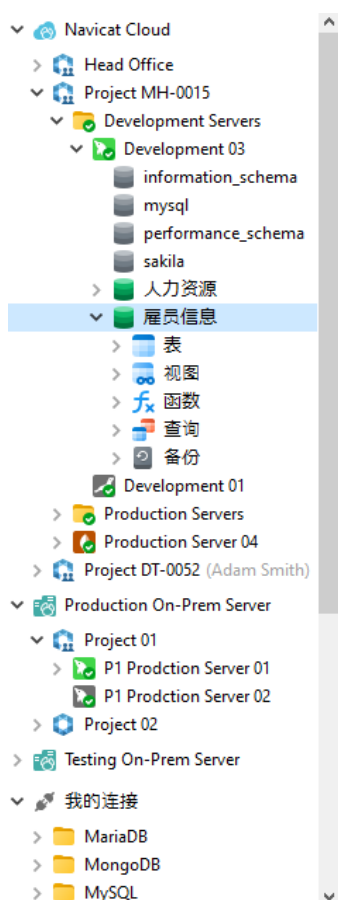 Navicat Cloud
Head Office
Project MH-0015
Development Servers
Development 03
information_schema
mysql
performance_schema
sakila
人力资源
雇员信息
表
视图
函数
查询
备份
Development 01
Production Servers
Production Server 04
Project DT-0052 (Adam Smith)
Production On-Prem Server
Project 01
P1 Prodction Server 01
P1 Prodction Server 02
Project 02
Testing On-Prem Server
我的连接
MariaDB
MongoDB
MySQL